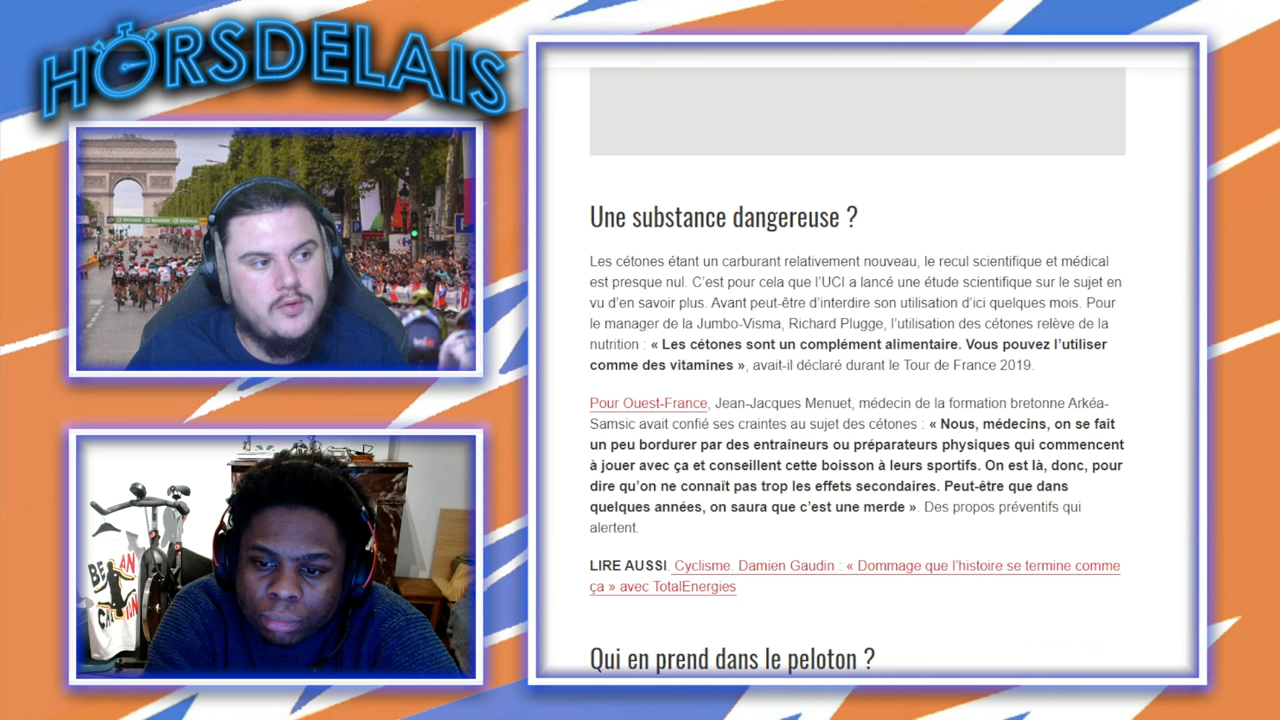 HORSDELAIS
BE AN
CA ION
Une substance dangereuse ?
Les cétones étant un carburant relativement nouveau, le recul scientifique et médical
est presque nul. C’est pour cela que l’UCI a lancé une étude scientifique sur le sujet en
vu d’en savoir plus. Avant peut-être d’interdire son utilisation d’ici quelques mois. Pour
le manager de la Jumbo-Visma, Richard Plugge, l’utilisation des cétones relève de la
nutrition : « Les cétones sont un complément alimentaire. Vous pouvez l’utiliser
comme des vitamines », avait-il déclaré durant le Tour de France 2019.
Pour Ouest-France, Jean-Jacques Menuet, médecin de la formation bretonne Arkéa-
Samsic avait confié ses craintes au sujet des cétones : « Nous, médecins, on se fait
un peu bordurer par des entraîneurs ou préparateurs physiques qui commencent
à jouer avec ça et conseillent cette boisson à leurs sportifs. On est là, donc, pour
dire qu’on ne connaît pas trop les effets secondaires. Peut-être que dans
quelques années, on saura que c’est une merde ». Des propos préventifs qui
alertent.
LIRE AUSSI. Cyclisme. Damien Gaudin : « Dommage que l’histoire se termine comme
ça » avec TotalEnergies
Qui en prend dans le peloton ?